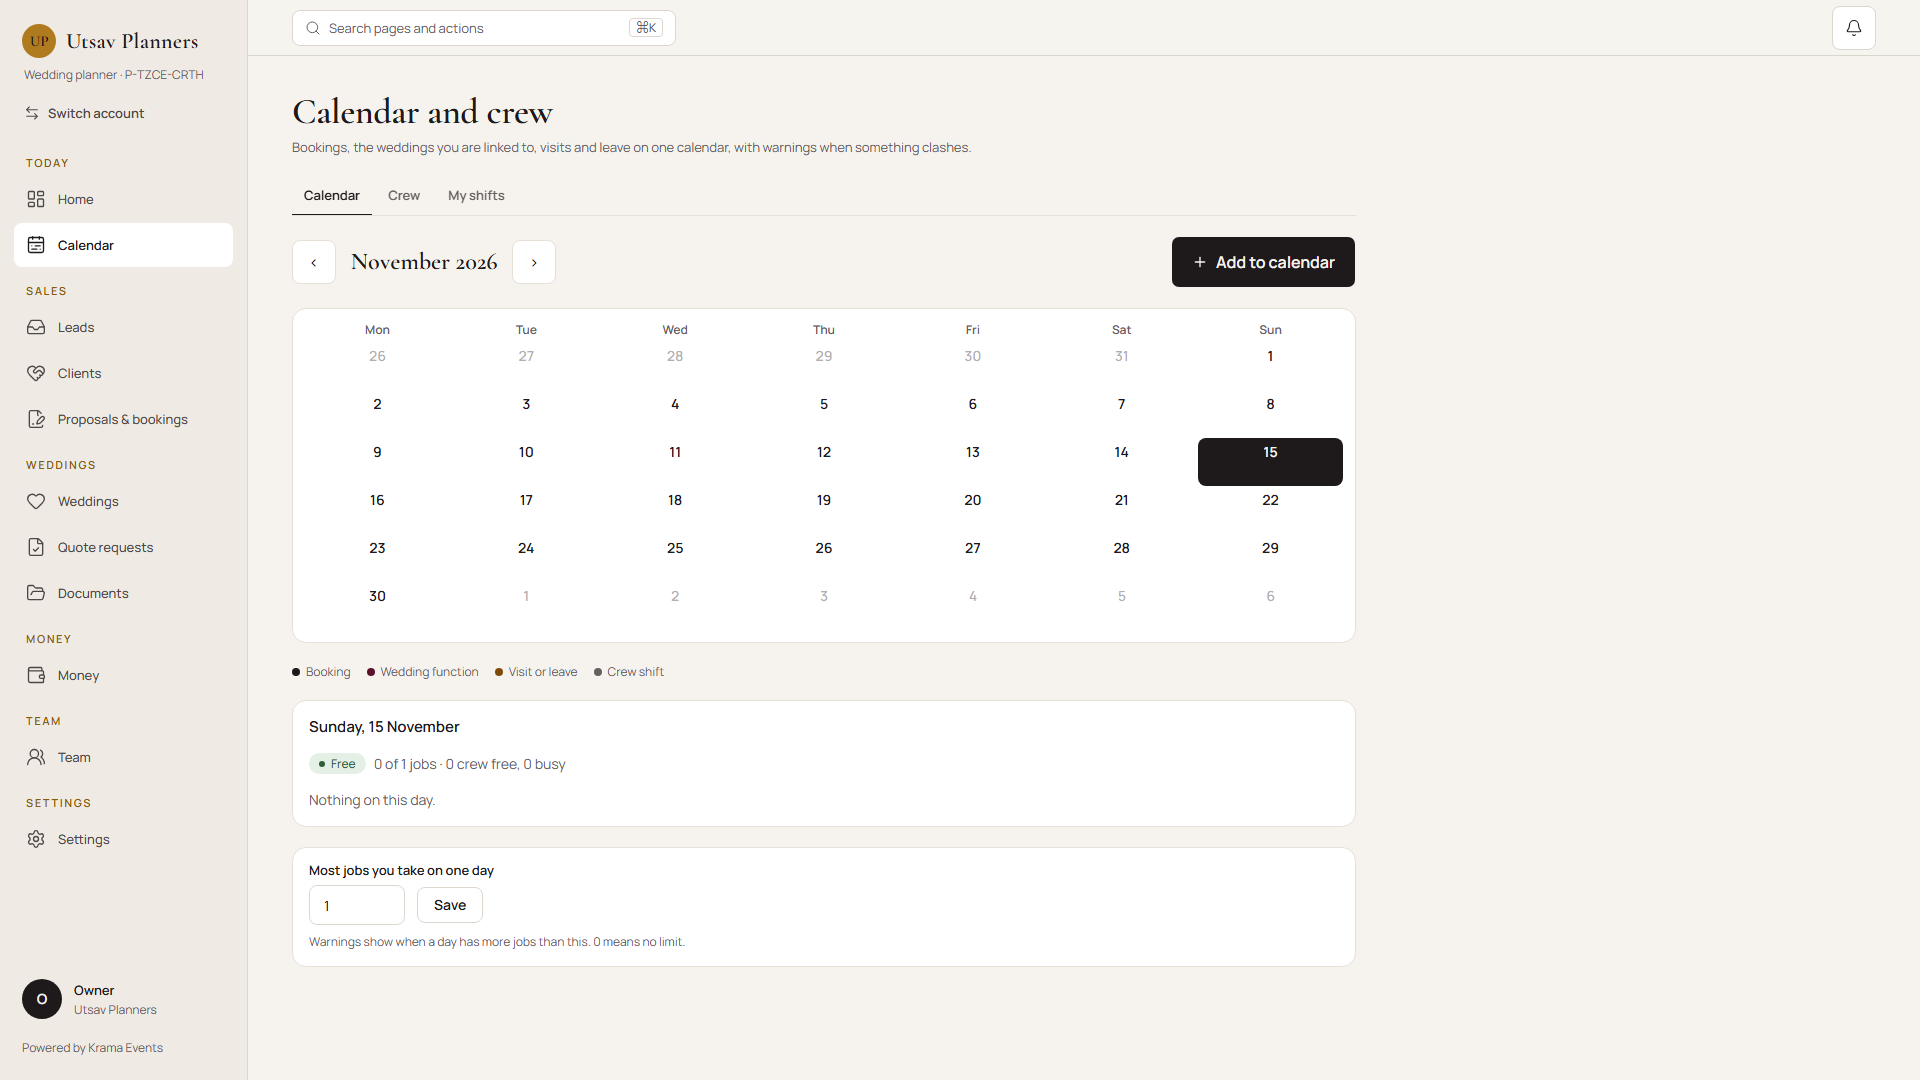 UP Utsav Planners
Wedding planner · P-TZCE-CRTH
Switch account
TODAY
Home
Calendar
SALES
Leads
Clients
Proposals & bookings
WEDDINGS
Weddings
Quote requests
Documents
MONEY
Money
TEAM
Team
SETTINGS
Settings
O Owner
Utsav Planners
Powered by Krama Events
Search pages and actions ⌘K
Calendar and crew
Bookings, the weddings you are linked to, visits and leave on one calendar, with warnings when something clashes.
Calendar Crew My shifts
‹ November 2026 › + Add to calendar
Mon Tue Wed Thu Fri Sat Sun
26 27 28 29 30 31 1
2 3 4 5 6 7 8
9 10 11 12 13 14 15
16 17 18 19 20 21 22
23 24 25 26 27 28 29
30 1 2 3 4 5 6
Booking Wedding function Visit or leave Crew shift
Sunday, 15 November
Free 0 of 1 jobs · 0 crew free, 0 busy
Nothing on this day.
Most jobs you take on one day
1 Save
Warnings show when a day has more jobs than this. 0 means no limit.